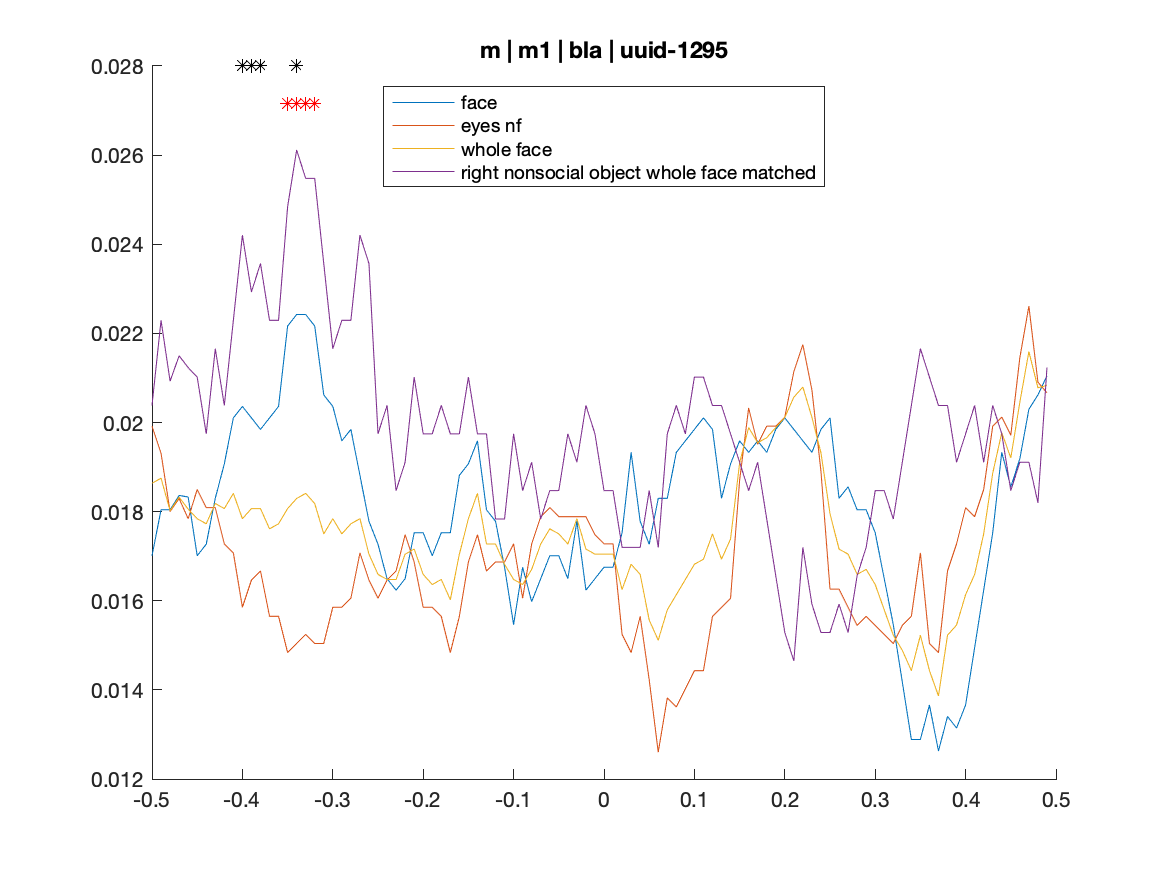 m | m1 | bla | uuid-1295
face
eyes nf
whole face
right nonsocial object whole face matched
0.028
0.026
0.024
0.022
0.02
0.018
0.016
0.014
0.012
-0.5 -0.4 -0.3 -0.2 -0.1 0 0.1 0.2 0.3 0.4 0.5